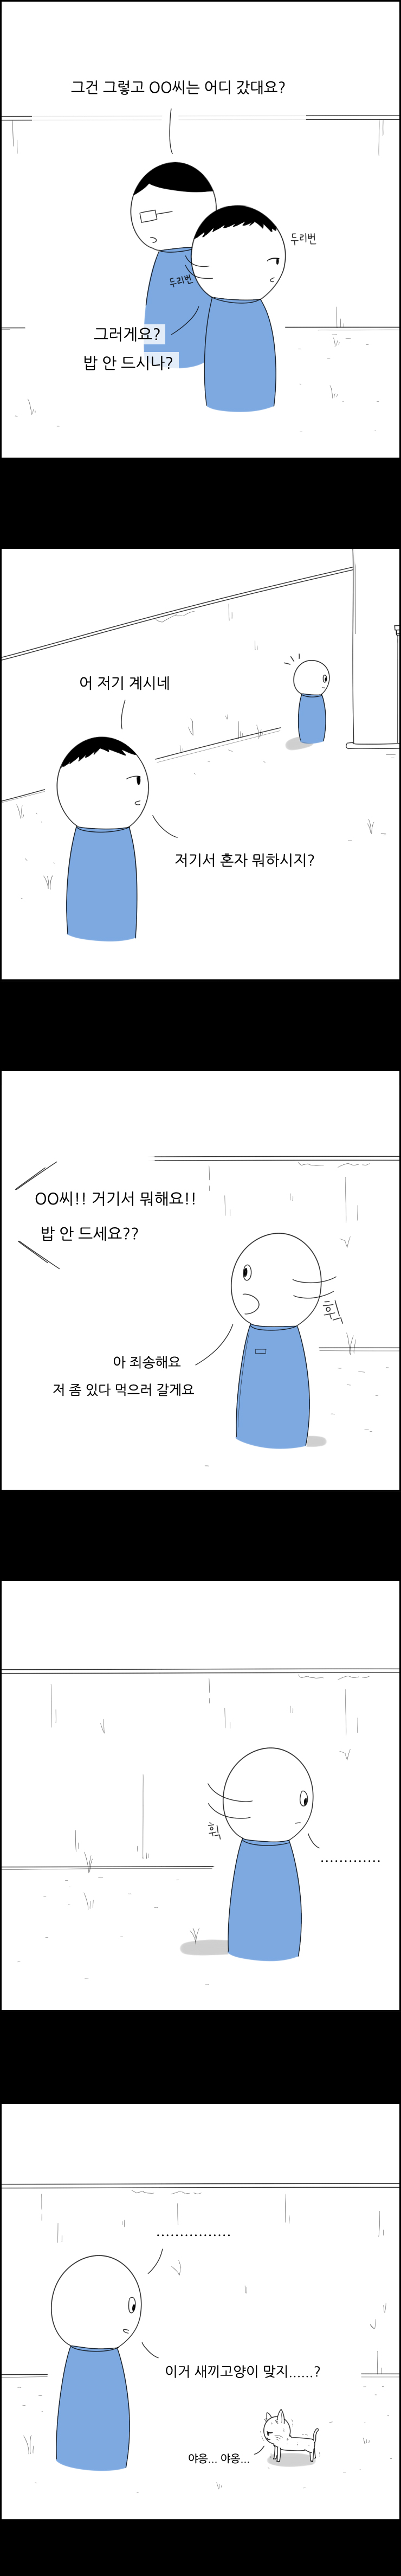 그건 그렇고 OO씨는 어디 갔대요?
두리번
두리번
그러게요?
밥 안 드시나?
어 저기 계시네
저기서 혼자 뭐하시지?
OO씨!! 거기서 뭐해요!!
밥 안 드세요??
휙
아 죄송해요
저 좀 있다 먹으러 갈게요
휙
..............
................
이거 새끼고양이 맞지......?
야옹... 야옹...